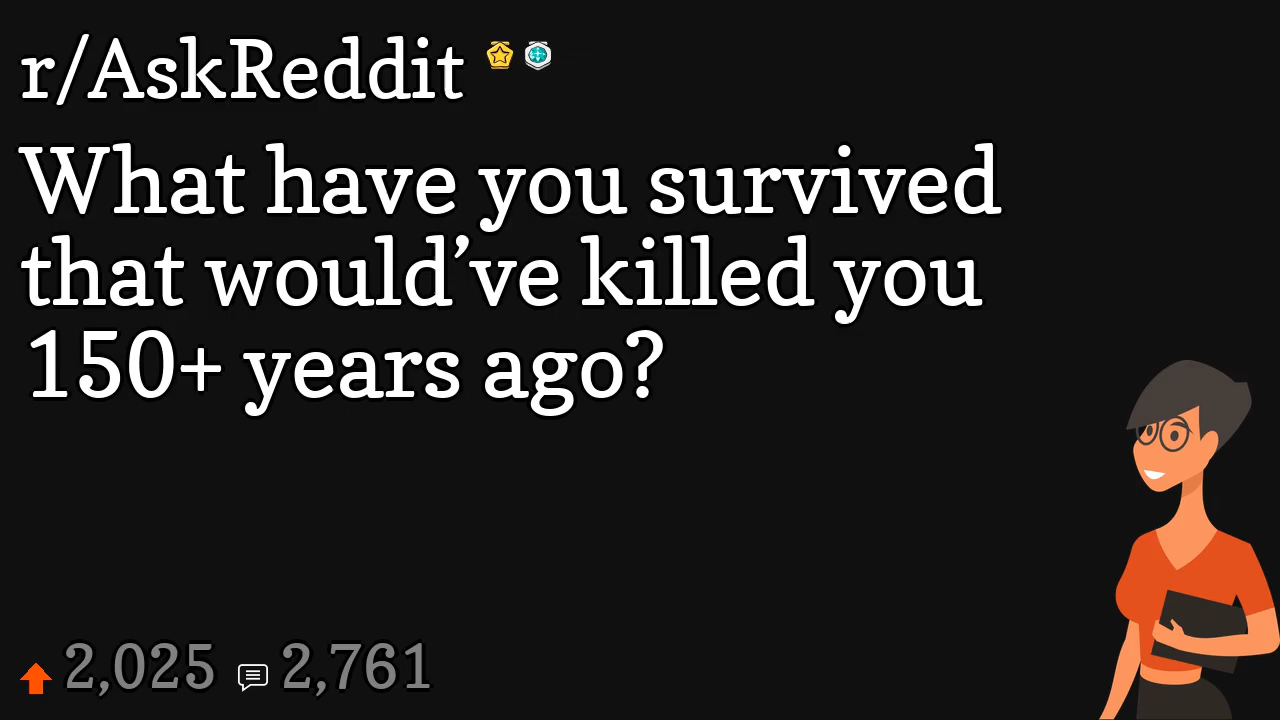 r/AskReddit
What have you survived
that would’ve killed you
150+ years ago?
2,025 2,761